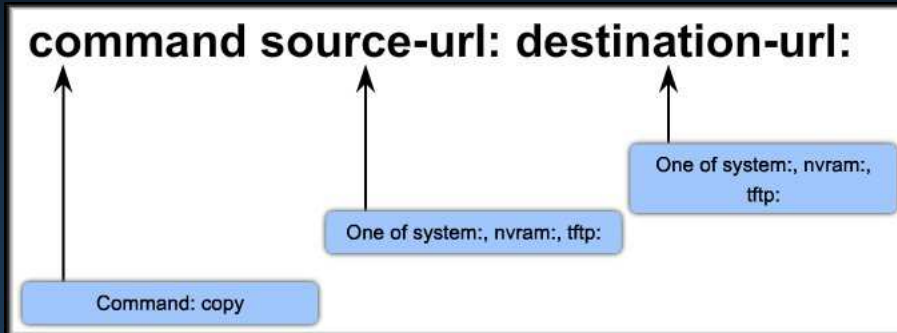 command source-url: destination-url:
One of system:, nvram:,
tftp:
One of system:, nvram:, tftp:
Command: copy